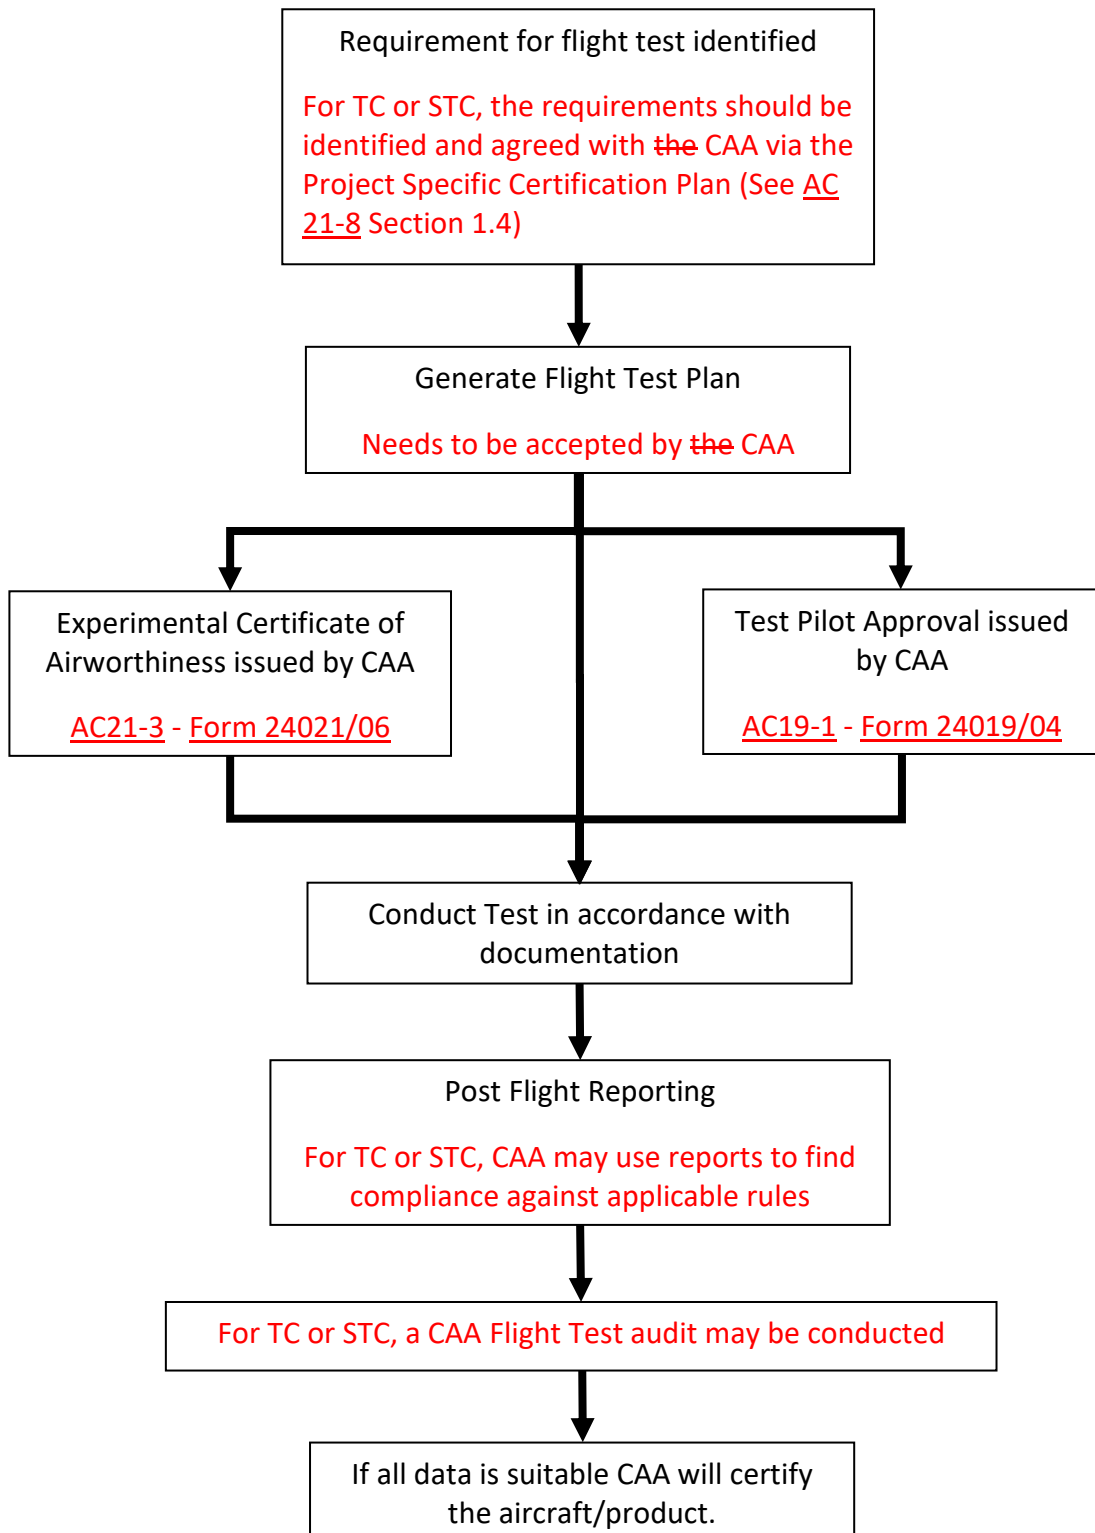 Requirement for flight test identified
For TC or STC, the requirements should be
identified and agreed with the CAA via the
Project Specific Certification Plan (See AC
21-8 Section 1.4)
Generate Flight Test Plan
Needs to be accepted by the CAA
Experimental Certificate of
Airworthiness issued by CAA
AC21-3 - Form 24021/06
Test Pilot Approval issued
by CAA
AC19-1 - Form 24019/04
Conduct Test in accordance with
documentation
Post Flight Reporting
For TC or STC, CAA may use reports to find
compliance against applicable rules
For TC or STC, a CAA Flight Test audit may be conducted
If all data is suitable CAA will certify
the aircraft/product.